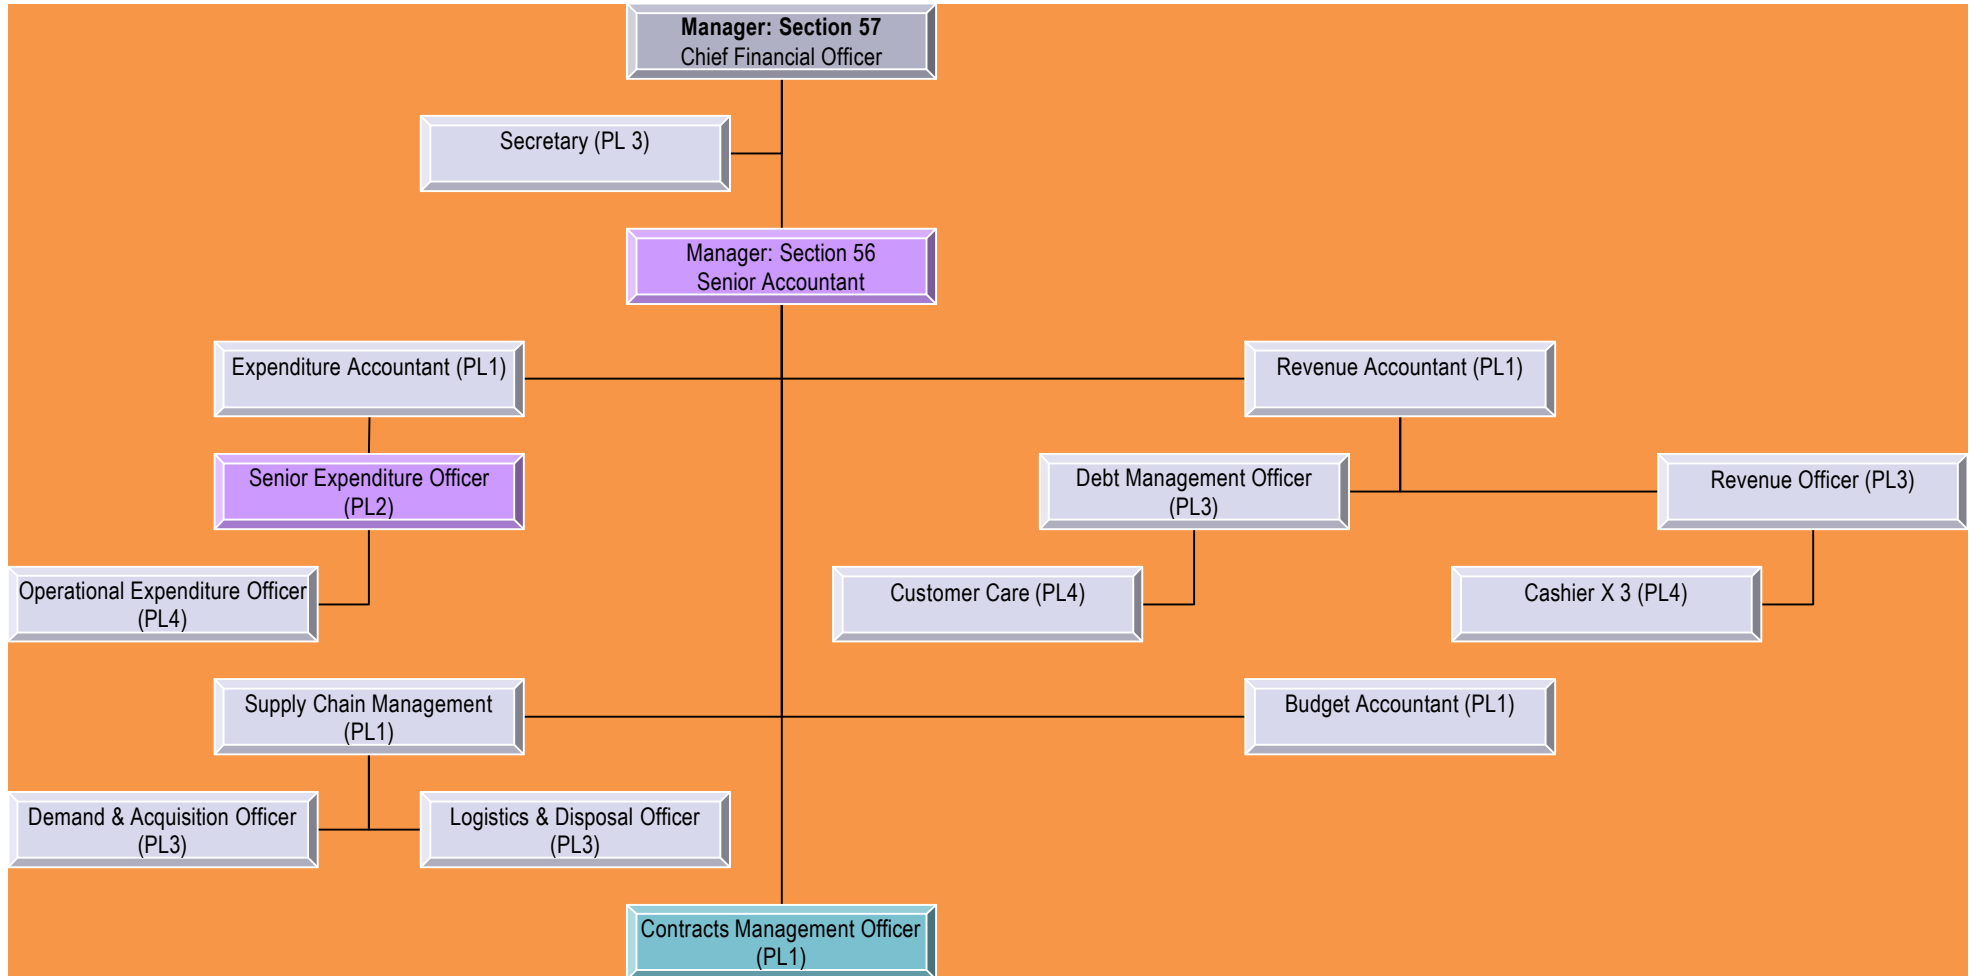 Manager: Section 57
Chief Financial Officer
Secretary (PL 3)
Manager: Section 56
Senior Accountant
Expenditure Accountant (PL1)
Revenue Accountant (PL1)
Senior Expenditure Officer
(PL2)
Debt Management Officer
(PL3)
Revenue Officer (PL3)
Operational Expenditure Officer
(PL4)
Customer Care (PL4)
Cashier X 3 (PL4)
Supply Chain Management
(PL1)
Budget Accountant (PL1)
Demand & Acquisition Officer
(PL3)
Logistics & Disposal Officer
(PL3)
Contracts Management Officer
(PL1)